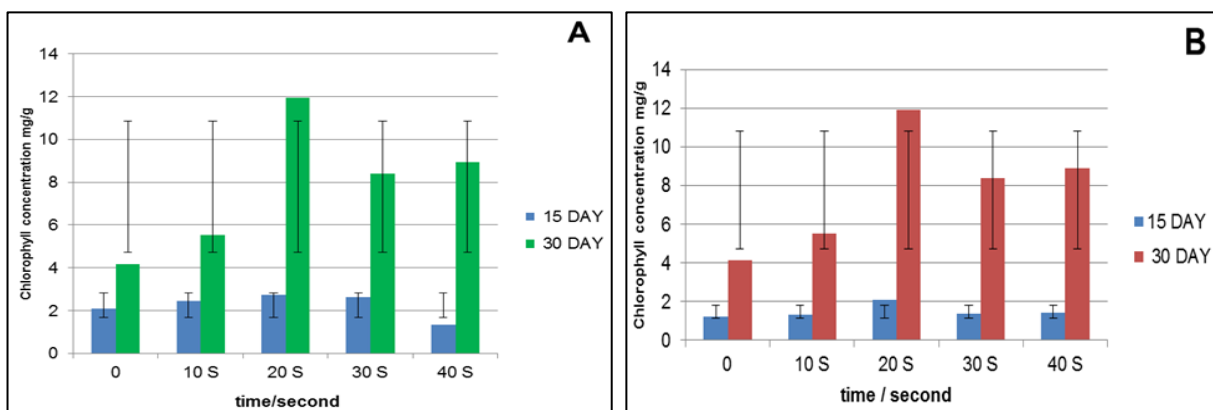 A
Chlorophyll concentration mg/g
14
12
10
8
6
4
2
0
0 10 S 20 S 30 S 40 S
time/second
15 DAY
30 DAY
B
Chlorophyll concentration mg/g
14
12
10
8
6
4
2
0
0 10 S 20 S 30 S 40 S
time / second
15 DAY
30 DAY